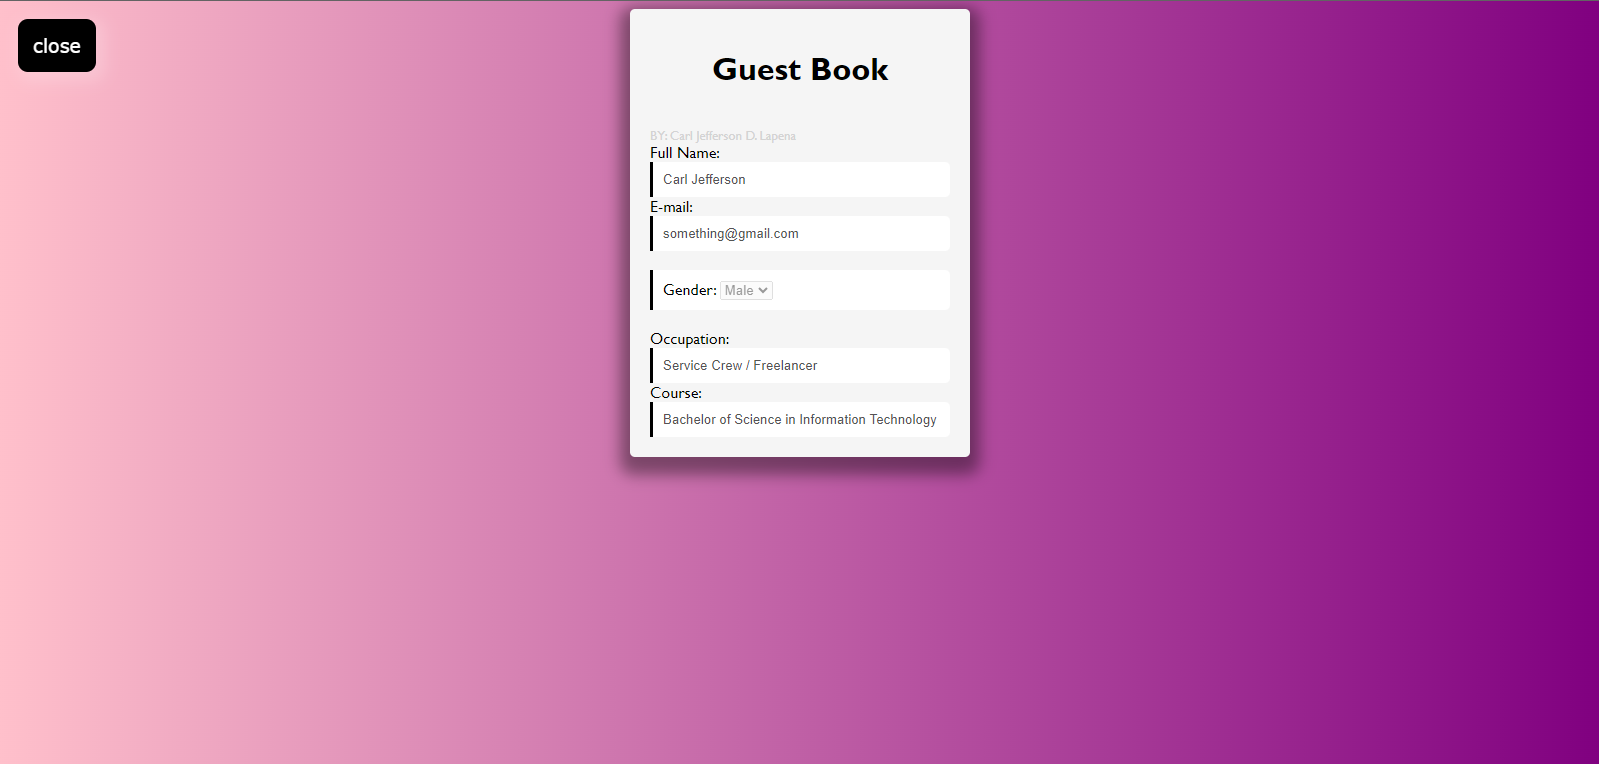 close
Guest Book
BY: Carl Jefferson D. Lapena
Full Name:
Carl Jefferson
E-mail:
something@gmail.com
Gender: Male
Occupation:
Service Crew / Freelancer
Course:
Bachelor of Science in Information Technology